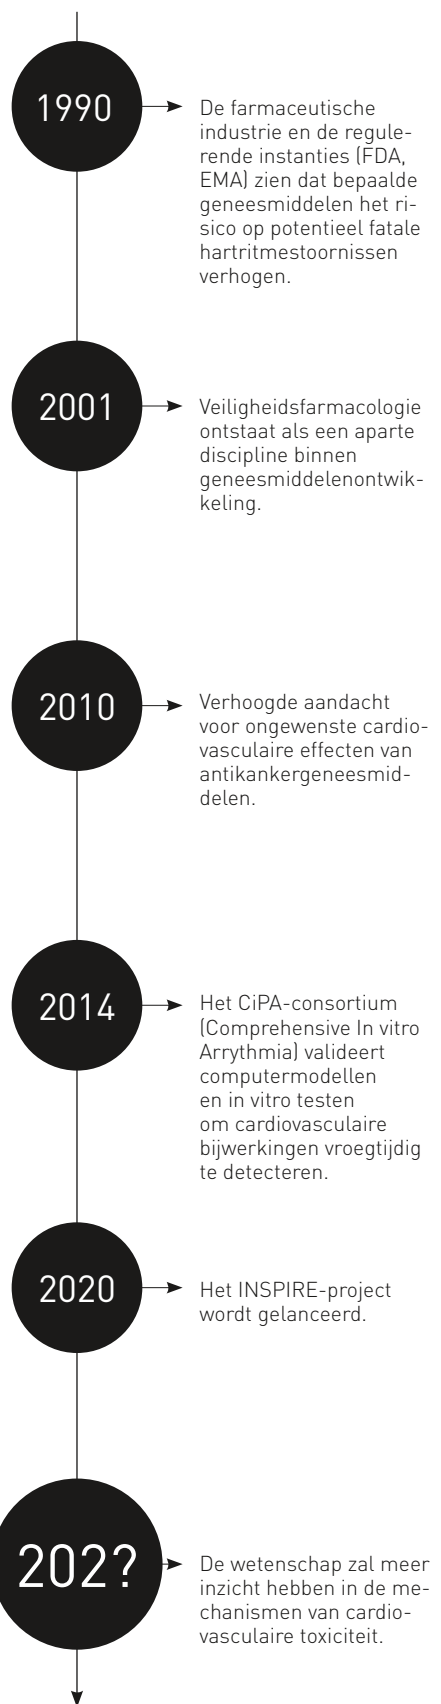 1990
De farmaceutische
industrie en de regule-
rende instanties (FDA,
EMA) zien dat bepaalde
geneesmiddelen het ri-
sico op potentieel fatale
hartritmestoornissen
verhogen.
2001
Veiligheidsfarmacologie
ontstaat als een aparte
discipline binnen
geneesmiddelenontwik-
keling.
2010
Verhoogde aandacht
voor ongewenste cardio-
vasculaire effecten van
antikankergeneesmid-
delen.
2014
Het CiPA-consortium
(Comprehensive In vitro
Arrythmia) valideert
computermodellen
en in vitro testen
om cardiovasculaire
bijwerkingen vroegtijdig
te detecteren.
2020
Het INSPIRE-project
wordt gelanceerd.
202?
De wetenschap zal meer
inzicht hebben in de me-
chanismen van cardio-
vasculaire toxiciteit.